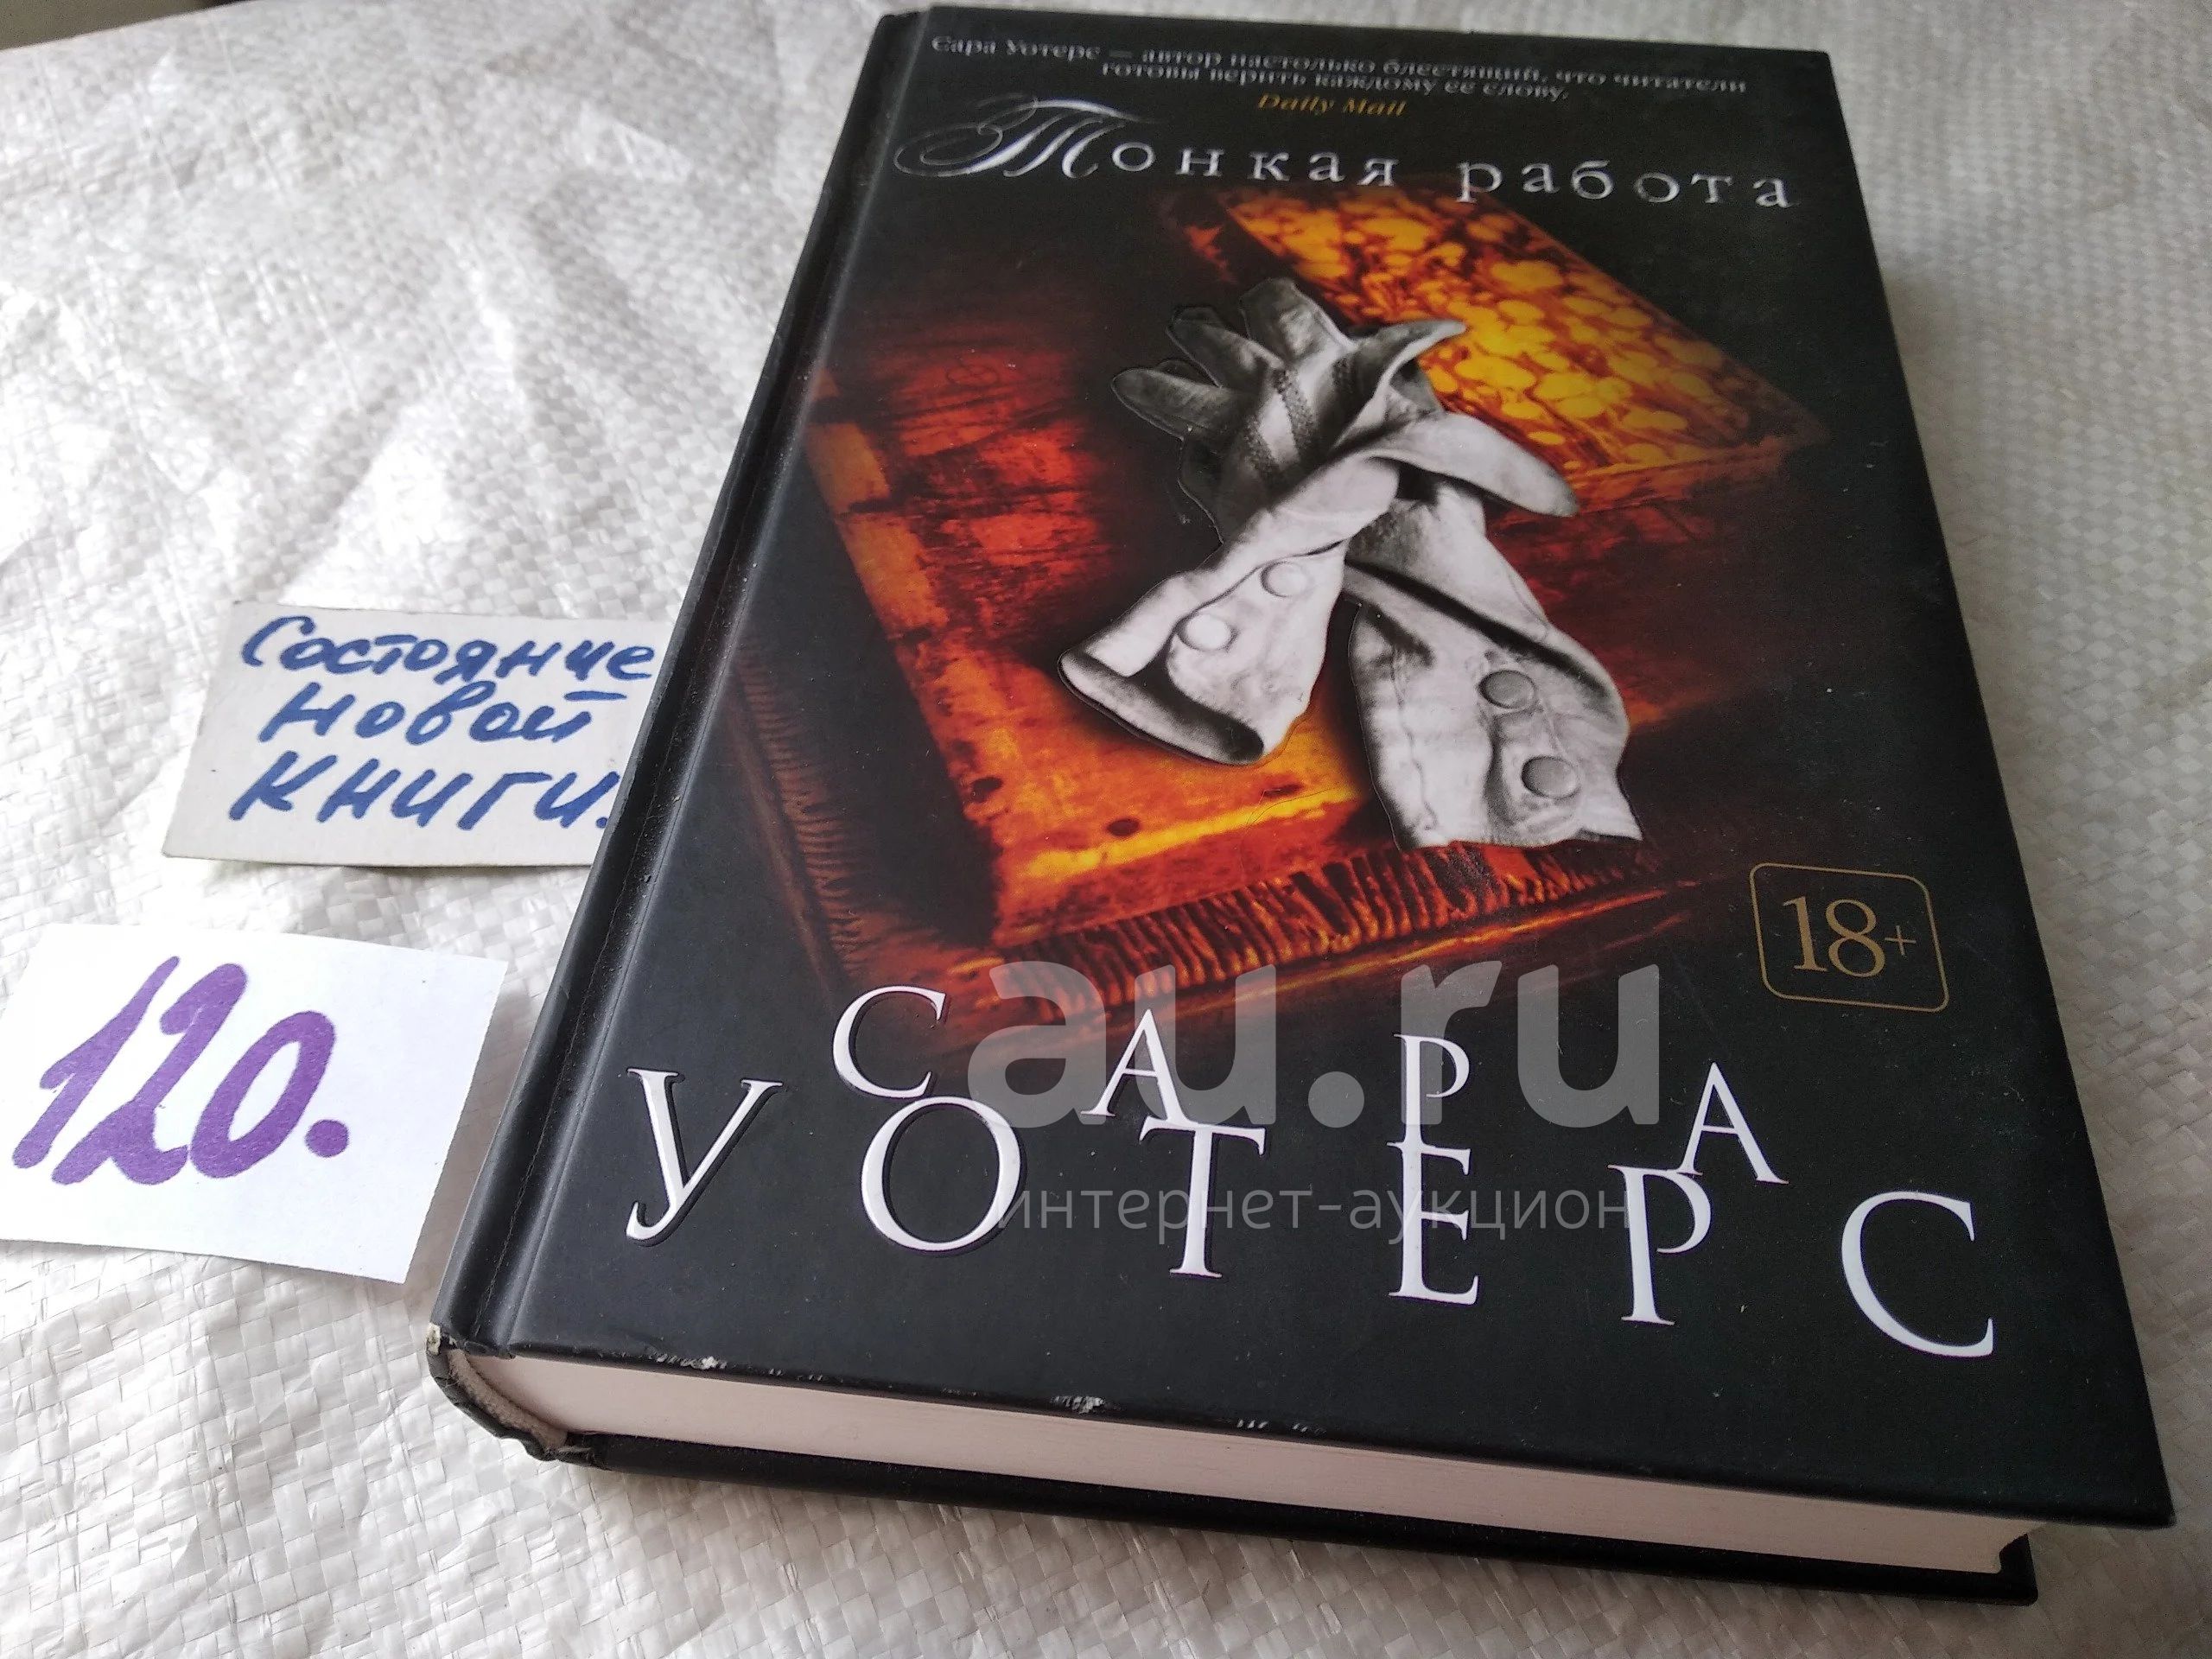 Сара Уотерс — автор настолько блестящий, что читатели
готовы верить каждому ее слову.
Daily Mail
Тонкая работа
Состояние
новой
книги.
120.
18+
САРА
УОТЕРС
au.ru
интернет-аукцион